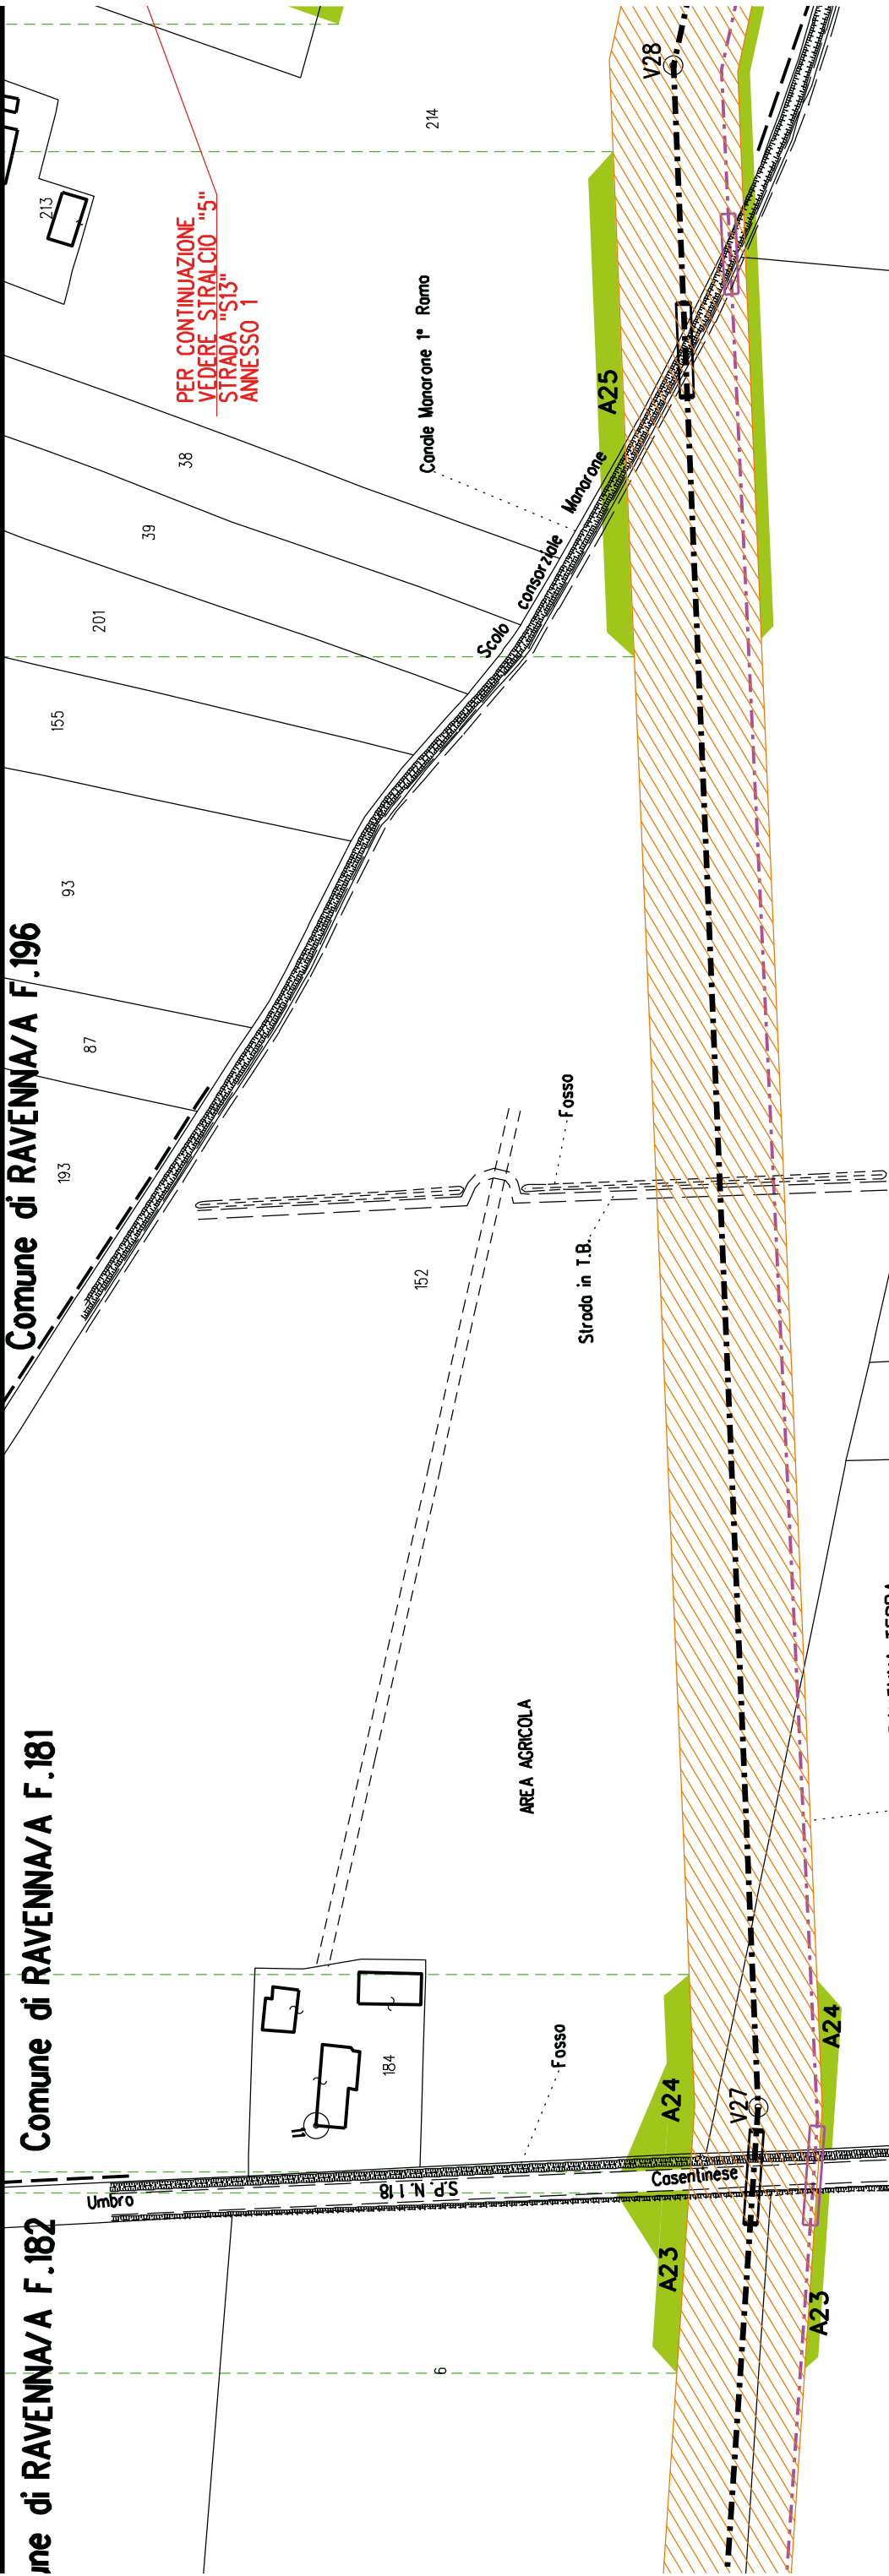 Comune di RAVENNA/A F.196
Comune di RAVENNA/A F.181
une di RAVENNA/A F.182
213
214
PER CONTINUAZIONE
VEDERE STRALCIO "5"
STRADA "S13"
ANNESSO 1
Canale Manarone 1° Ramo
Scolo consorziale Manarone
V28
A25
38
39
201
155
93
87
193
152
Fosso
Strada in T.B.
AREA AGRICOLA
184
11
Fosso
Umbro
S.P. N. 118
Casentinese
A24
V27
A24
A23
A23
6